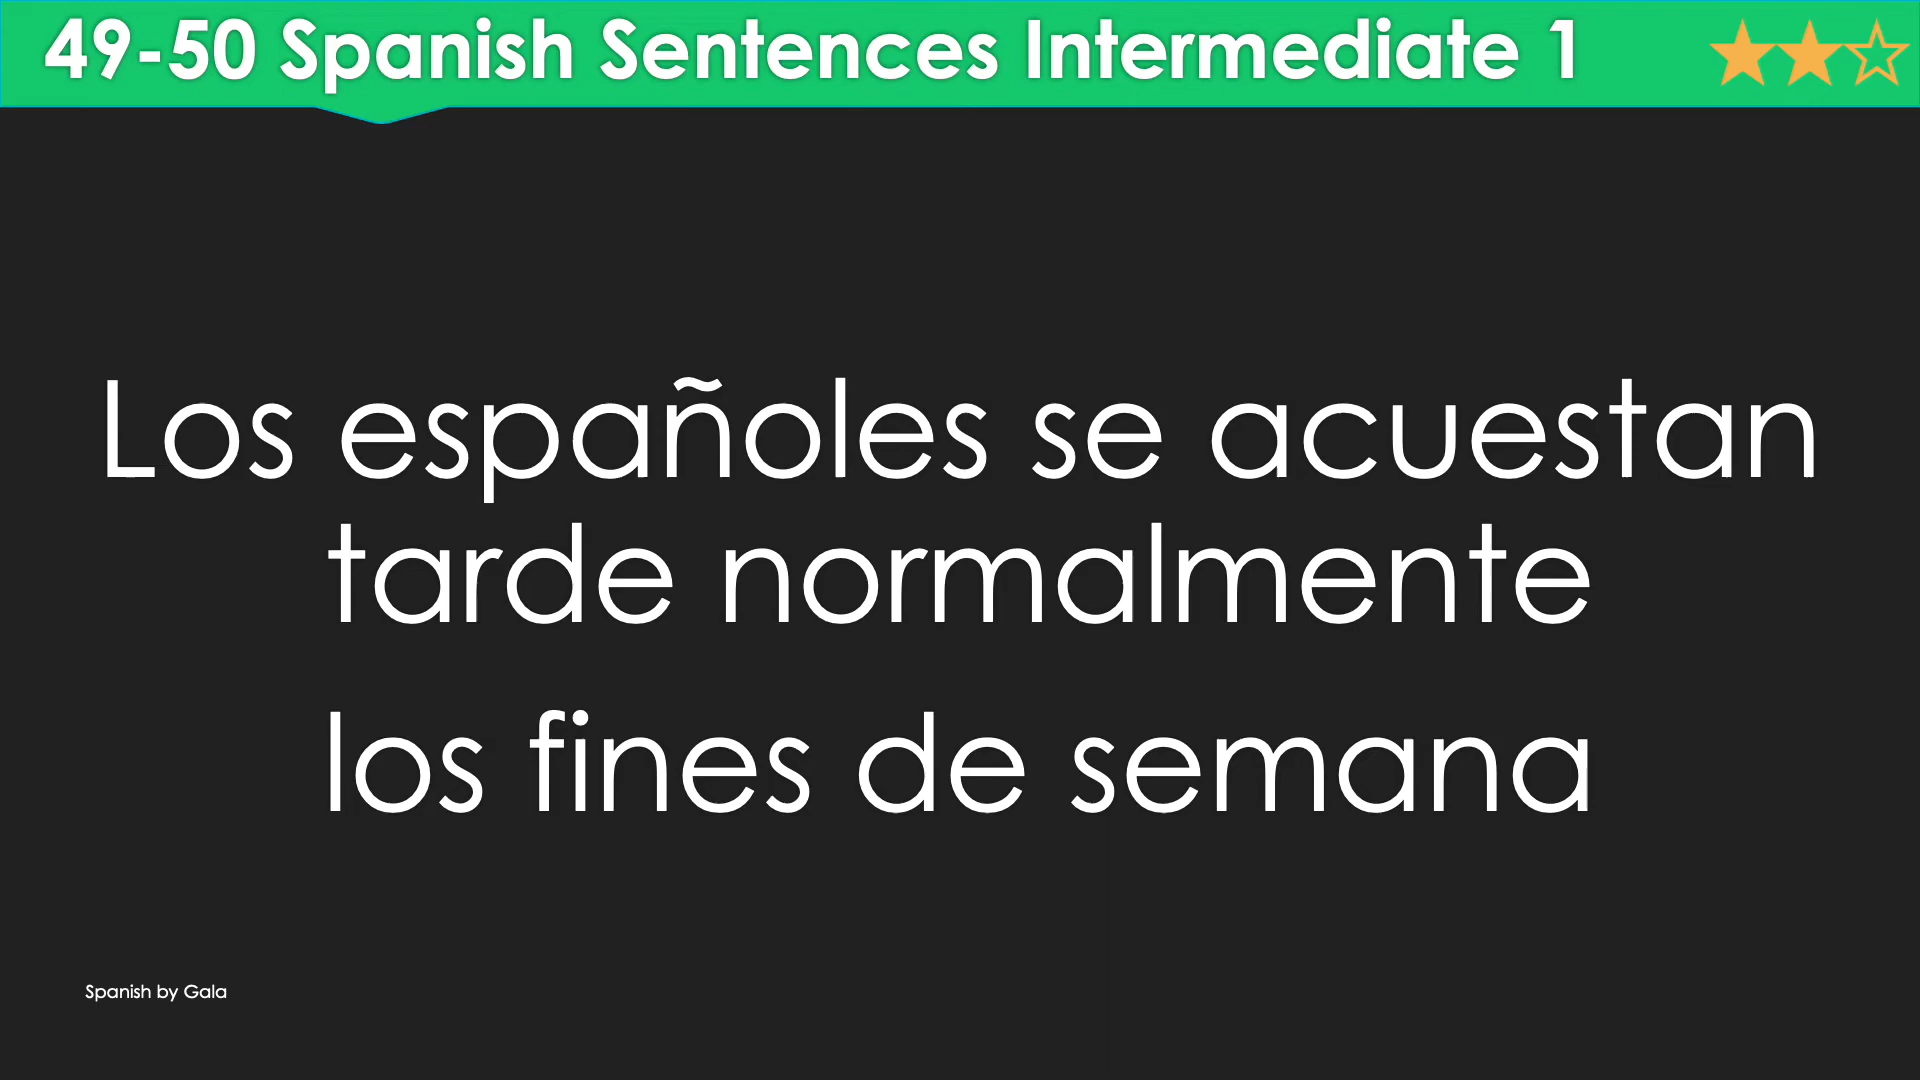 49-50 Spanish Sentences Intermediate 1
Los españoles se acuestan
tarde normalmente
los fines de semana
Spanish by Gala